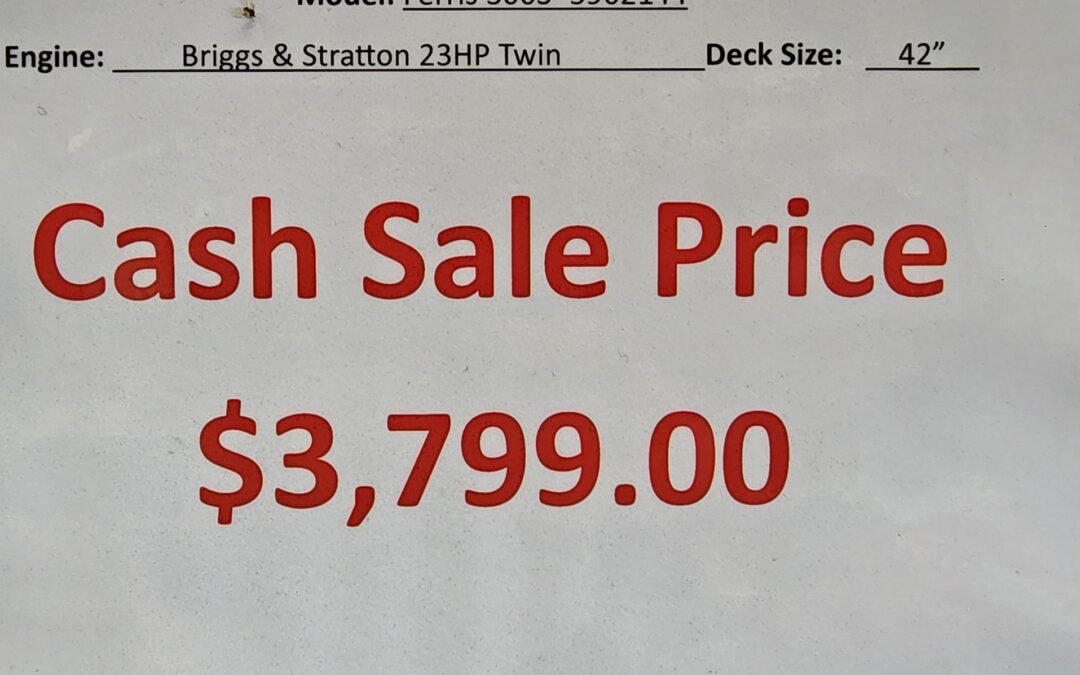 Engine: Briggs & Stratton 23HP Twin Deck Size: 42”
Cash Sale Price
$3,799.00